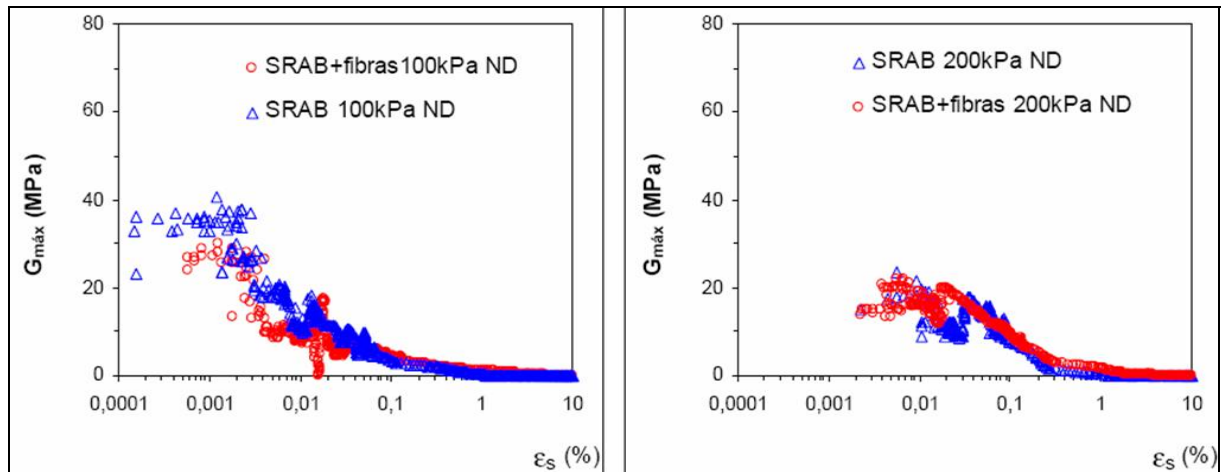 80
60
40
20
0
G máx (MPa)
SRAB+fibras100kPa ND
SRAB 100kPa ND
0,0001 0,001 0,01 0,1 1 10
εs (%)
80
60
40
20
0
G máx (MPa)
SRAB 200kPa ND
SRAB+fibras 200kPa ND
0,0001 0,001 0,01 0,1 1 10
εs (%)